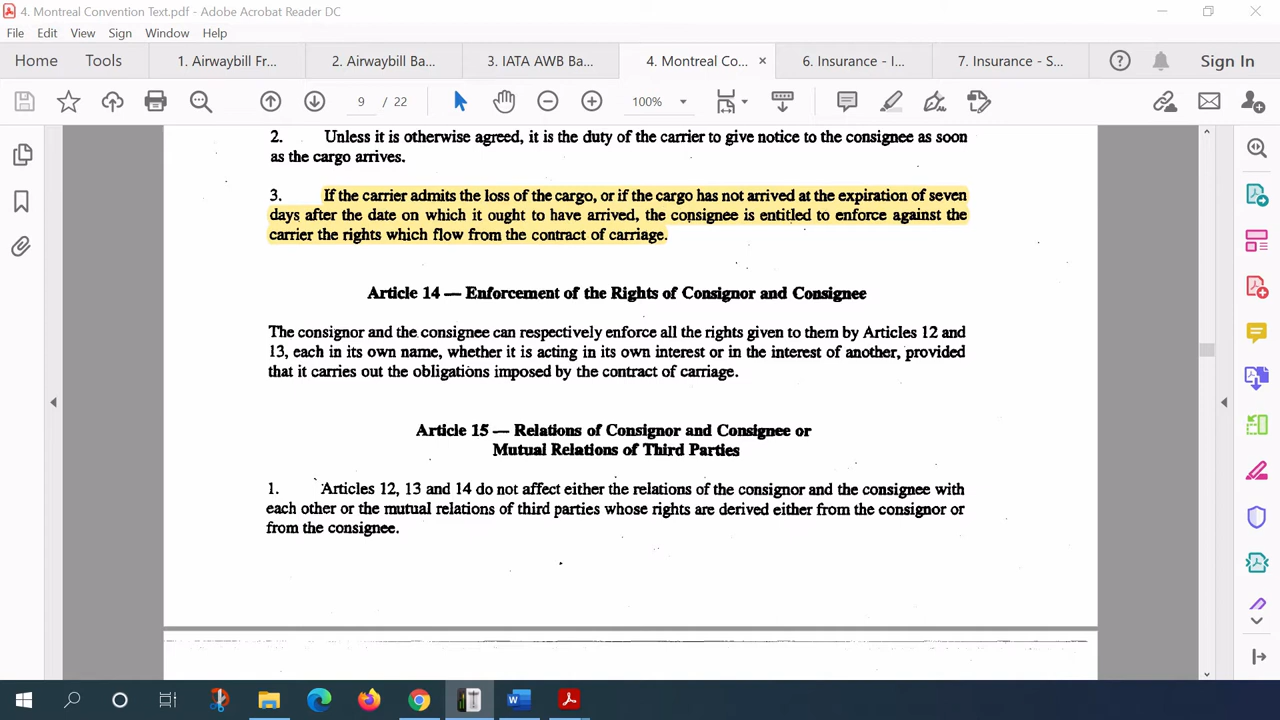 4. Montreal Convention Text.pdf - Adobe Acrobat Reader DC
File Edit View Sign Window Help
Home Tools 1. Airwaybill Fr... 2. Airwaybill Ba... 3. IATA AWB Ba... 4. Montreal Co... × 6. Insurance - I... 7. Insurance - S... Sign In
9 / 22 100%
2. Unless it is otherwise agreed, it is the duty of the carrier to give notice to the consignee as soon
as the cargo arrives.
3. If the carrier admits the loss of the cargo, or if the cargo has not arrived at the expiration of seven
days after the date on which it ought to have arrived, the consignee is entitled to enforce against the
carrier the rights which flow from the contract of carriage.
Article 14 — Enforcement of the Rights of Consignor and Consignee
The consignor and the consignee can respectively enforce all the rights given to them by Articles 12 and
13, each in its own name, whether it is acting in its own interest or in the interest of another, provided
that it carries out the obligations imposed by the contract of carriage.
Article 15 — Relations of Consignor and Consignee or
Mutual Relations of Third Parties
1. Articles 12, 13 and 14 do not affect either the relations of the consignor and the consignee with
each other or the mutual relations of third parties whose rights are derived either from the consignor or
from the consignee.